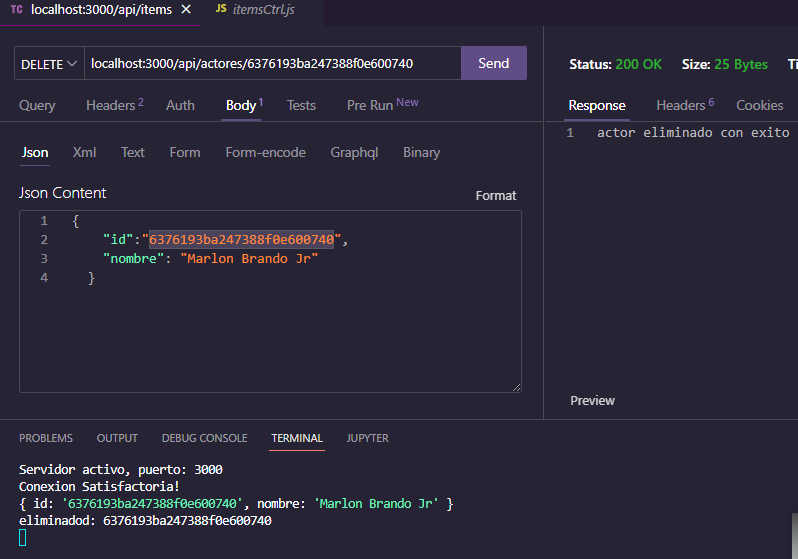 TC localhost:3000/api/items ✕ JS itemsCtrl.js
DELETE localhost:3000/api/actores/6376193ba247388f0e600740 Send
Status: 200 OK Size: 25 Bytes Ti
Query Headers 2 Auth Body 1 Tests Pre Run New
Response Headers 6 Cookies
1 actor eliminado con exito
Json Xml Text Form Form-encode Graphql Binary
Json Content Format
1 {
2 "id":"6376193ba247388f0e600740",
3 "nombre": "Marlon Brando Jr"
4 }
Preview
PROBLEMS OUTPUT DEBUG CONSOLE TERMINAL JUPYTER
Servidor activo, puerto: 3000
Conexion Satisfactoria!
{ id: '6376193ba247388f0e600740', nombre: 'Marlon Brando Jr' }
eliminadod: 6376193ba247388f0e600740